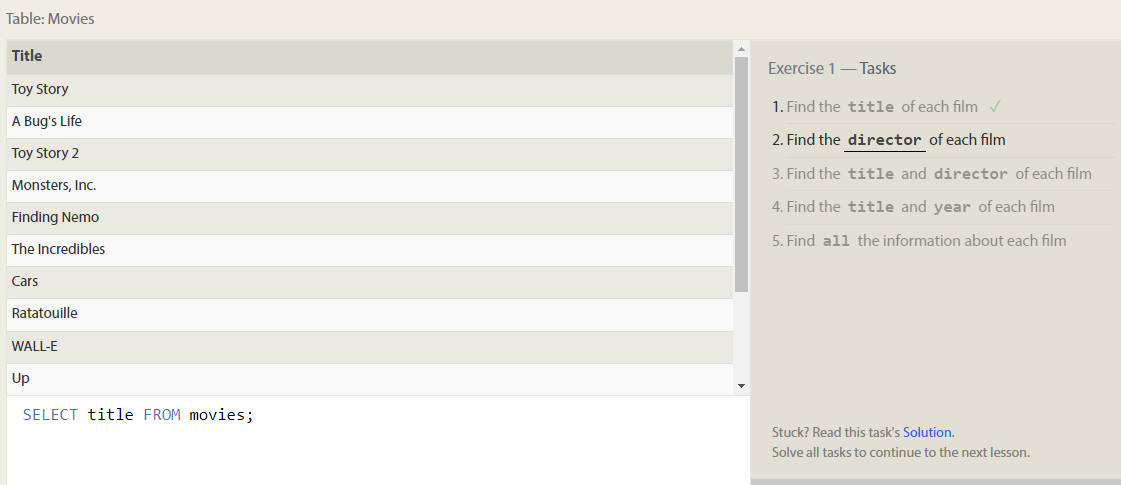 Table: Movies
Title
Toy Story
A Bug's Life
Toy Story 2
Monsters, Inc.
Finding Nemo
The Incredibles
Cars
Ratatouille
WALL-E
Up
SELECT title FROM movies;
Exercise 1 — Tasks
1. Find the title of each film ✓
2. Find the director of each film
3. Find the title and director of each film
4. Find the title and year of each film
5. Find all the information about each film
Stuck? Read this task's Solution.
Solve all tasks to continue to the next lesson.